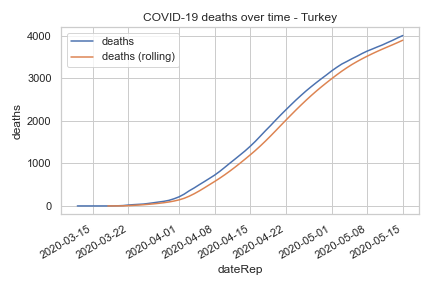 COVID-19 deaths over time - Turkey
deaths
deaths (rolling)
4000
3000
2000
1000
0
deaths
2020-03-15
2020-03-22
2020-04-01
2020-04-08
2020-04-15
2020-04-22
2020-05-01
2020-05-08
2020-05-15
dateRep